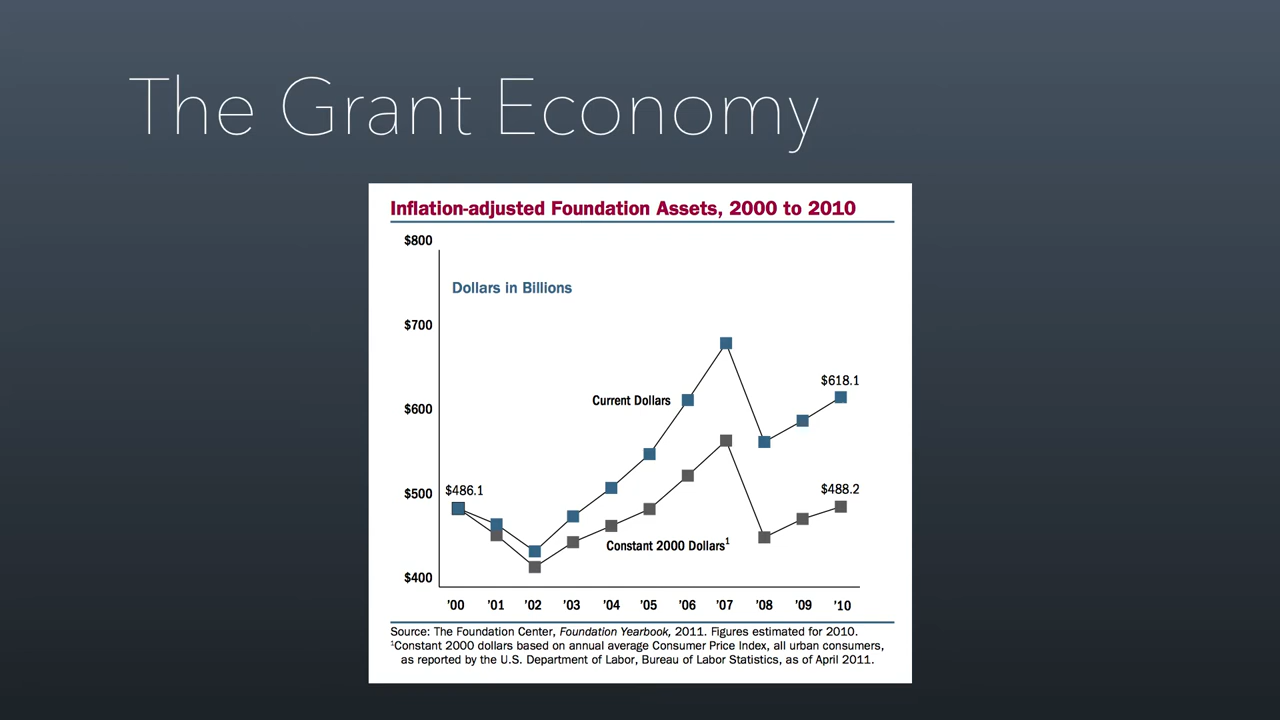 The Grant Economy
Inflation-adjusted Foundation Assets, 2000 to 2010
$800
Dollars in Billions
$700
$618.1
Current Dollars
$600
$486.1
$500
$488.2
Constant 2000 Dollars¹
$400
'00 '01 '02 '03 '04 '05 '06 '07 '08 '09 '10
Source: The Foundation Center, Foundation Yearbook, 2011. Figures estimated for 2010.
¹Constant 2000 dollars based on annual average Consumer Price Index, all urban consumers,
as reported by the U.S. Department of Labor, Bureau of Labor Statistics, as of April 2011.